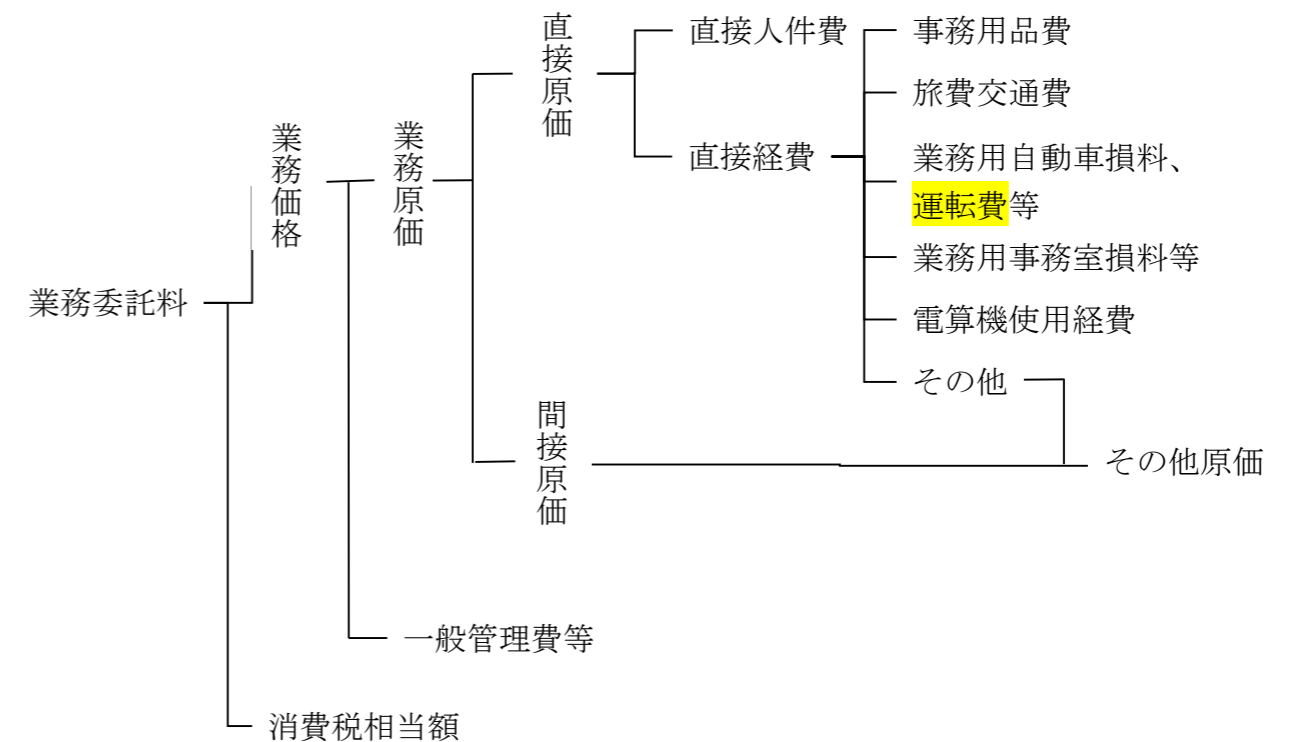 業務委託料
業務価格
業務原価
直接原価
直接人件費
直接経費
事務用品費
旅費交通費
業務用自動車損料、
運転費等
業務用事務室損料等
電算機使用経費
その他
間接原価
その他原価
一般管理費等
消費税相当額